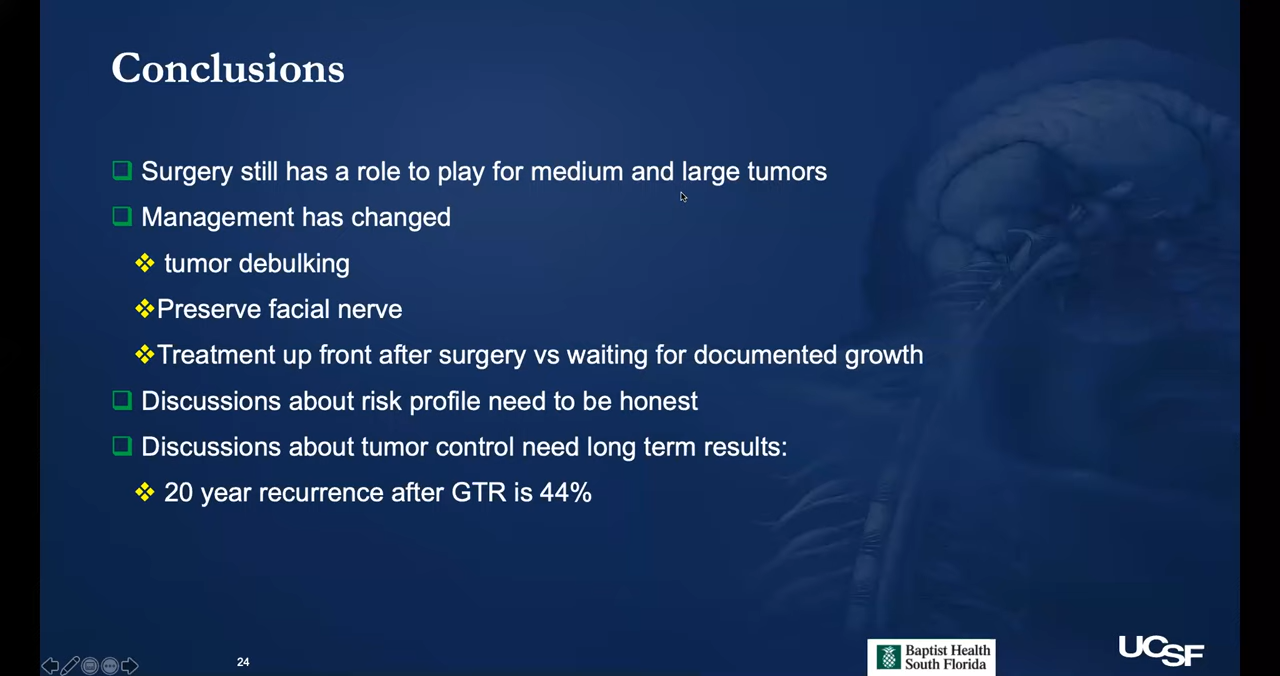 Conclusions
Surgery still has a role to play for medium and large tumors
Management has changed
tumor debulking
Preserve facial nerve
Treatment up front after surgery vs waiting for documented growth
Discussions about risk profile need to be honest
Discussions about tumor control need long term results:
20 year recurrence after GTR is 44%
24
Baptist Health
South Florida
UCSF